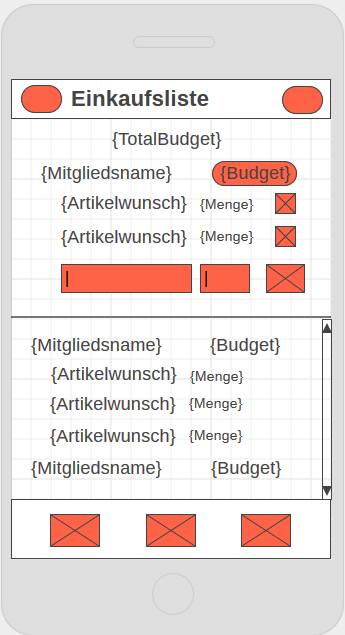 Einkaufsliste
{TotalBudget}
{Mitgliedsname} {Budget}
{Artikelwunsch} {Menge}
{Artikelwunsch} {Menge}
{Mitgliedsname} {Budget}
{Artikelwunsch} {Menge}
{Artikelwunsch} {Menge}
{Artikelwunsch} {Menge}
{Mitgliedsname} {Budget}